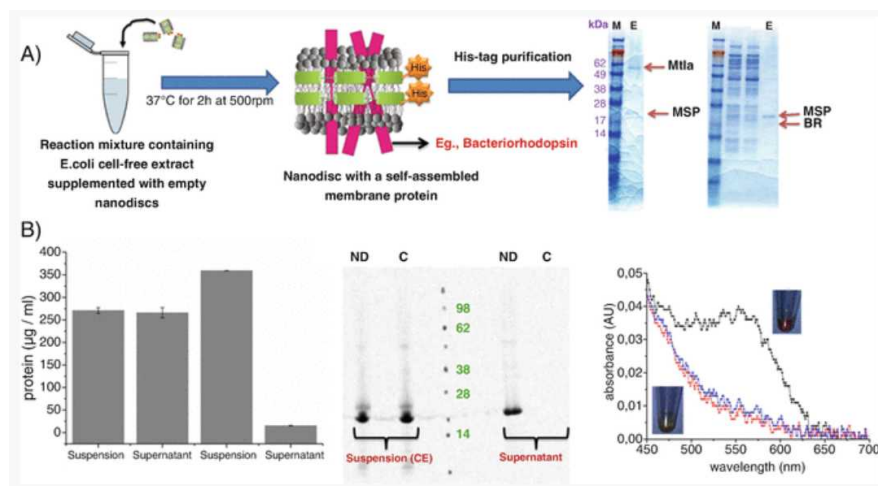 A)
His
His
37°C for 2h at 500rpm
His-tag purification
Reaction mixture containing
E.coli cell-free extract
supplemented with empty
nanodiscs
Eg., Bacteriorhodopsin
Nanodisc with a self-assembled
membrane protein
kDa M E
62
49
38
28
17
14
Mtla
MSP
M E
MSP
BR
B)
protein (µg / ml)
400
350
300
250
200
150
100
50
0
Suspension Supernatant Suspension Supernatant
ND C ND C
98
62
38
28
14
Suspension (CE)
Supernatant
absorbance (AU)
0,05
0,04
0,03
0,02
0,01
0,00
450 500 550 600 650 700
wavelength (nm)